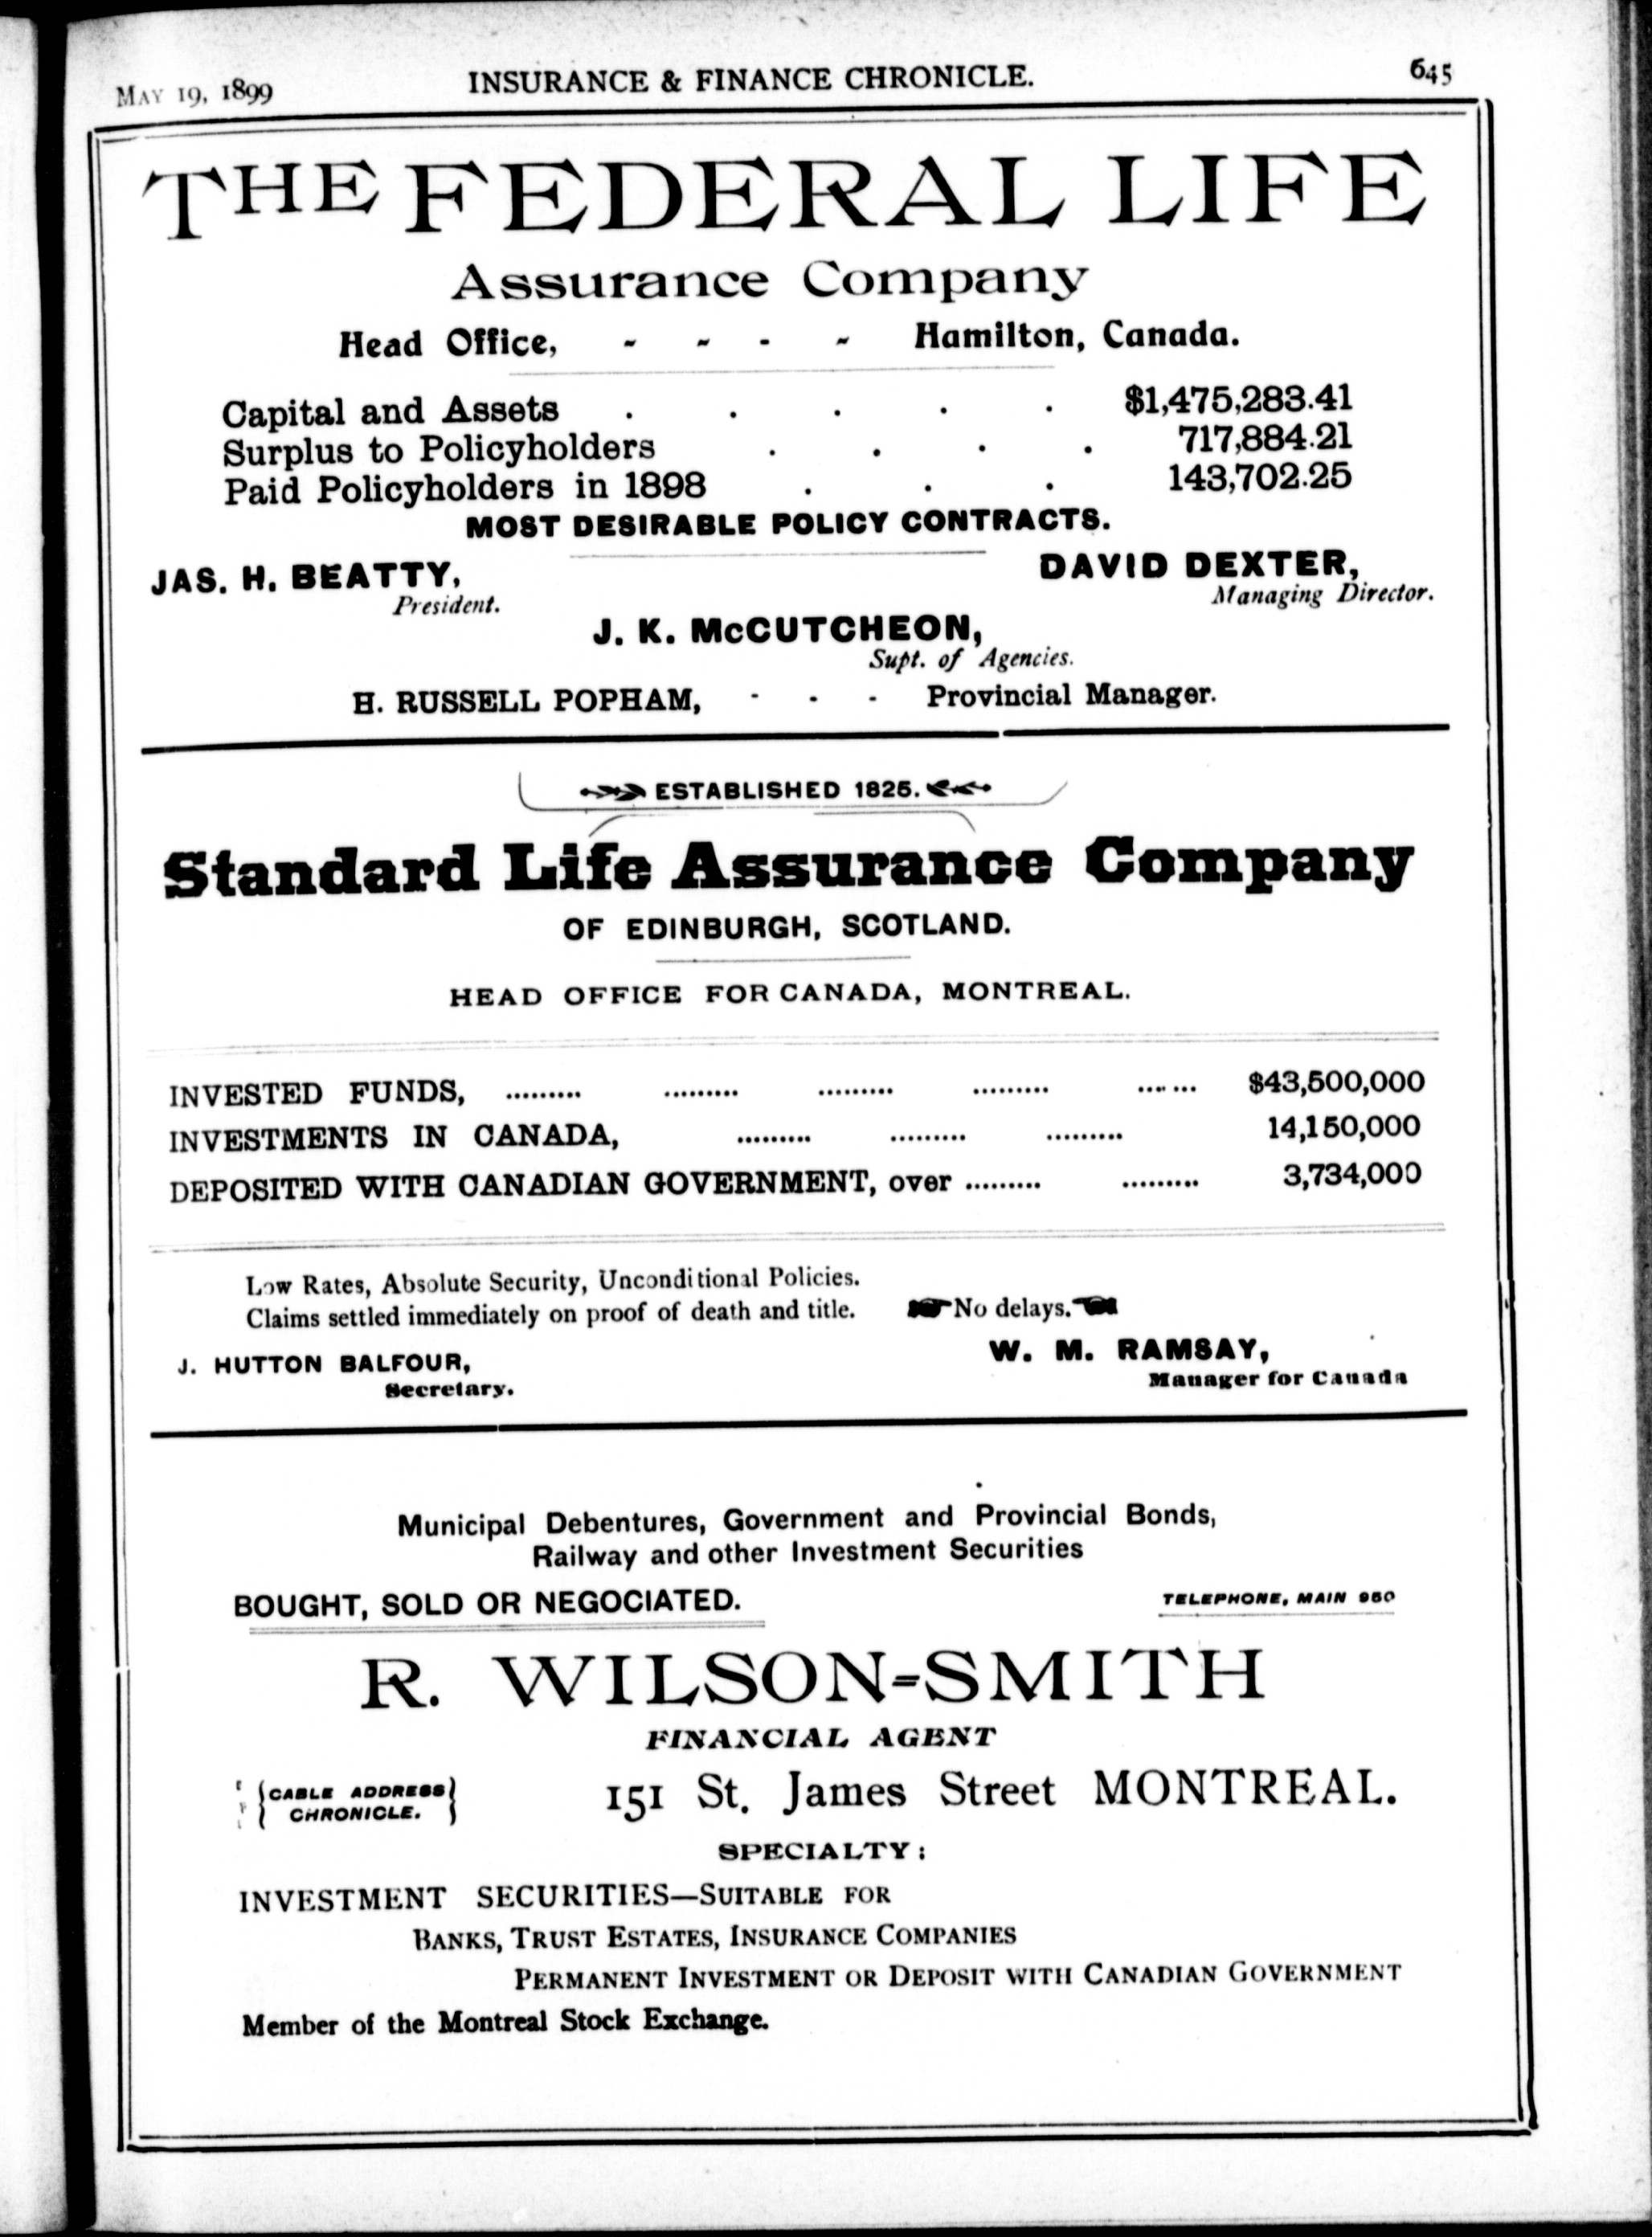 MAY 19, 1899 INSURANCE & FINANCE CHRONICLE. 645
THE FEDERAL LIFE
Assurance Company
Head Office, - - - - Hamilton, Canada.
Capital and Assets . . . . . $1,475,283.41
Surplus to Policyholders . . . . 717,884.21
Paid Policyholders in 1898 . . . 143,702.25
MOST DESIRABLE POLICY CONTRACTS.
JAS. H. BEATTY, DAVID DEXTER,
President. Managing Director.
J. K. McCUTCHEON,
Supt. of Agencies.
H. RUSSELL POPHAM, - - - Provincial Manager.
ESTABLISHED 1825.
Standard Life Assurance Company
OF EDINBURGH, SCOTLAND.
HEAD OFFICE FOR CANADA, MONTREAL.
INVESTED FUNDS, ......... ......... ......... ......... ....... $43,500,000
INVESTMENTS IN CANADA, ......... ......... ......... 14,150,000
DEPOSITED WITH CANADIAN GOVERNMENT, over ......... ......... 3,734,000
Low Rates, Absolute Security, Unconditional Policies.
Claims settled immediately on proof of death and title. ☛No delays.☚
J. HUTTON BALFOUR, W. M. RAMSAY,
Secretary. Manager for Canada
Municipal Debentures, Government and Provincial Bonds,
Railway and other Investment Securities
BOUGHT, SOLD OR NEGOCIATED. TELEPHONE, MAIN 950
R. WILSON-SMITH
FINANCIAL AGENT
CABLE ADDRESS
CHRONICLE. 151 St. James Street MONTREAL.
SPECIALTY:
INVESTMENT SECURITIES—SUITABLE FOR
BANKS, TRUST ESTATES, INSURANCE COMPANIES
PERMANENT INVESTMENT OR DEPOSIT WITH CANADIAN GOVERNMENT
Member of the Montreal Stock Exchange.